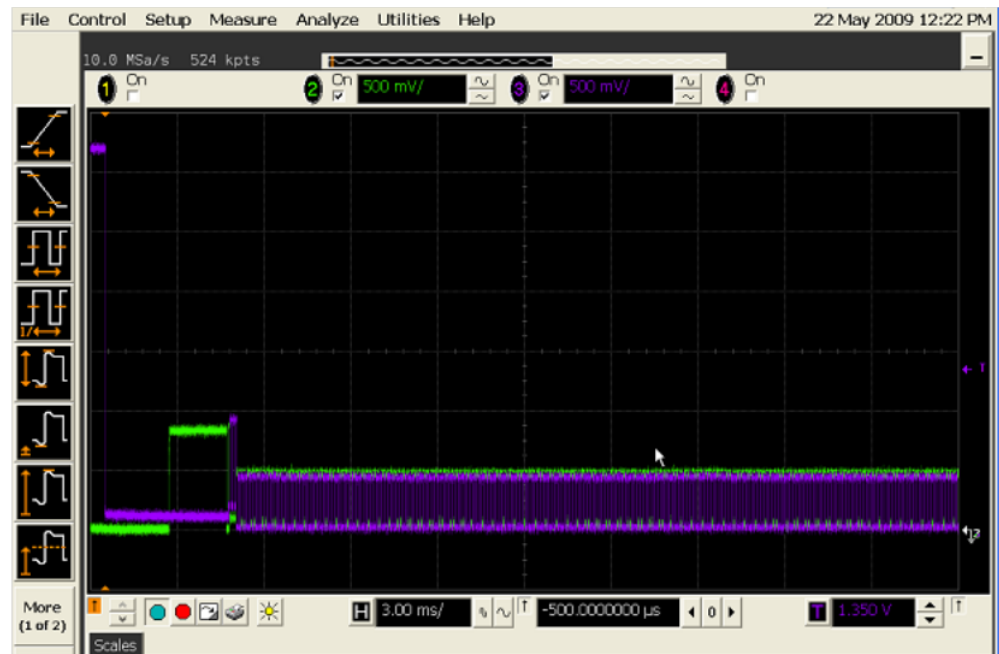 File Control Setup Measure Analyze Utilities Help 22 May 2009 12:22 PM
10.0 MSa/s 524 kpts
1 On 2 On 500 mV/ 3 On 500 mV/ 4 On
T
2
1/
More
(1 of 2)
H 3.00 ms/ -500.0000000 µs 0 T 1.350 V
Scales